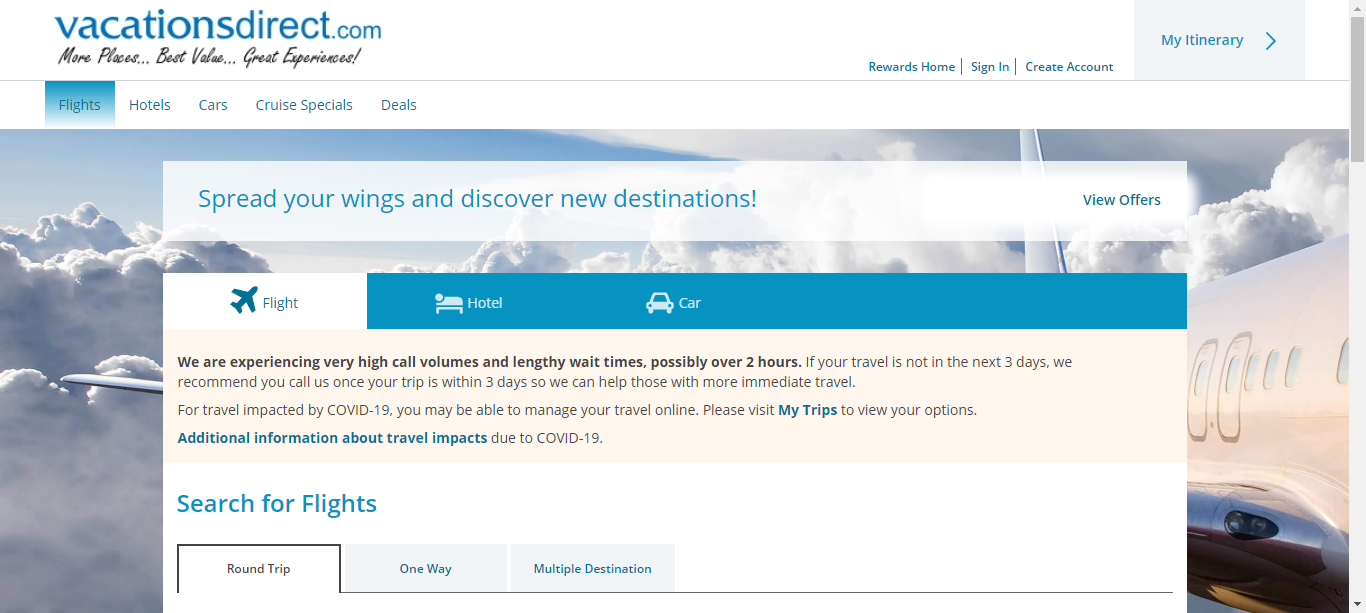 vacationsdirect.com
More Places... Best Value... Great Experiences!
My Itinerary
Rewards Home
Sign In
Create Account
Flights
Hotels
Cars
Cruise Specials
Deals
Spread your wings and discover new destinations!
View Offers
Flight
Hotel
Car
We are experiencing very high call volumes and lengthy wait times, possibly over 2 hours. If your travel is not in the next 3 days, we
recommend you call us once your trip is within 3 days so we can help those with more immediate travel.
For travel impacted by COVID-19, you may be able to manage your travel online. Please visit My Trips to view your options.
Additional information about travel impacts due to COVID-19.
Search for Flights
Round Trip
One Way
Multiple Destination